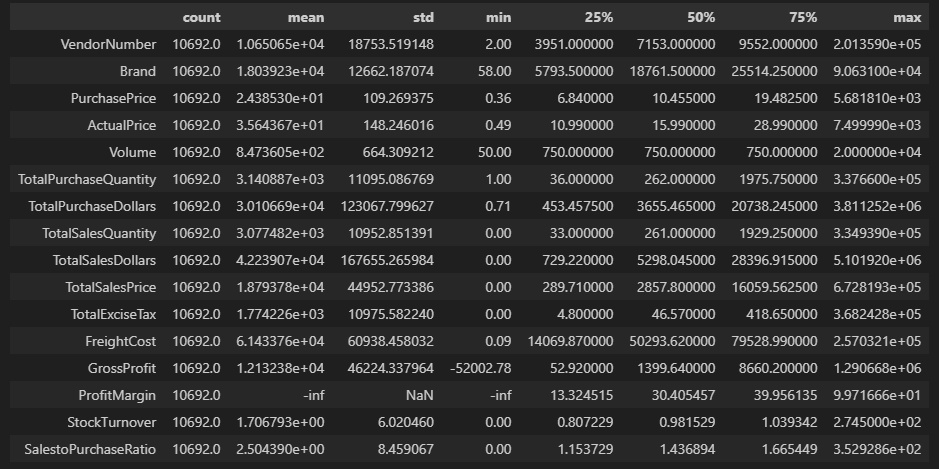 count mean std min 25% 50% 75% max
VendorNumber 10692.0 1.065065e+04 18753.519148 2.00 3951.000000 7153.000000 9552.000000 2.013590e+05
Brand 10692.0 1.803923e+04 12662.187074 58.00 5793.500000 18761.500000 25514.250000 9.063100e+04
PurchasePrice 10692.0 2.438530e+01 109.269375 0.36 6.840000 10.455000 19.482500 5.681810e+03
ActualPrice 10692.0 3.564367e+01 148.246016 0.49 10.990000 15.990000 28.990000 7.499990e+03
Volume 10692.0 8.473605e+02 664.309212 50.00 750.000000 750.000000 750.000000 2.000000e+04
TotalPurchaseQuantity 10692.0 3.140887e+03 11095.086769 1.00 36.000000 262.000000 1975.750000 3.376600e+05
TotalPurchaseDollars 10692.0 3.010669e+04 123067.799627 0.71 453.457500 3655.465000 20738.245000 3.811252e+06
TotalSalesQuantity 10692.0 3.077482e+03 10952.851391 0.00 33.000000 261.000000 1929.250000 3.349390e+05
TotalSalesDollars 10692.0 4.223907e+04 167655.265984 0.00 729.220000 5298.045000 28396.915000 5.101920e+06
TotalSalesPrice 10692.0 1.879378e+04 44952.773386 0.00 289.710000 2857.800000 16059.562500 6.728193e+05
TotalExciseTax 10692.0 1.774226e+03 10975.582240 0.00 4.800000 46.570000 418.650000 3.682428e+05
FreightCost 10692.0 6.143376e+04 60938.458032 0.09 14069.870000 50293.620000 79528.990000 2.570321e+05
GrossProfit 10692.0 1.213238e+04 46224.337964 -52002.78 52.920000 1399.640000 8660.200000 1.290668e+06
ProfitMargin 10692.0 -inf NaN -inf 13.324515 30.405457 39.956135 9.971666e+01
StockTurnover 10692.0 1.706793e+00 6.020460 0.00 0.807229 0.981529 1.039342 2.745000e+02
SalestoPurchaseRatio 10692.0 2.504390e+00 8.459067 0.00 1.153729 1.436894 1.665449 3.529286e+02